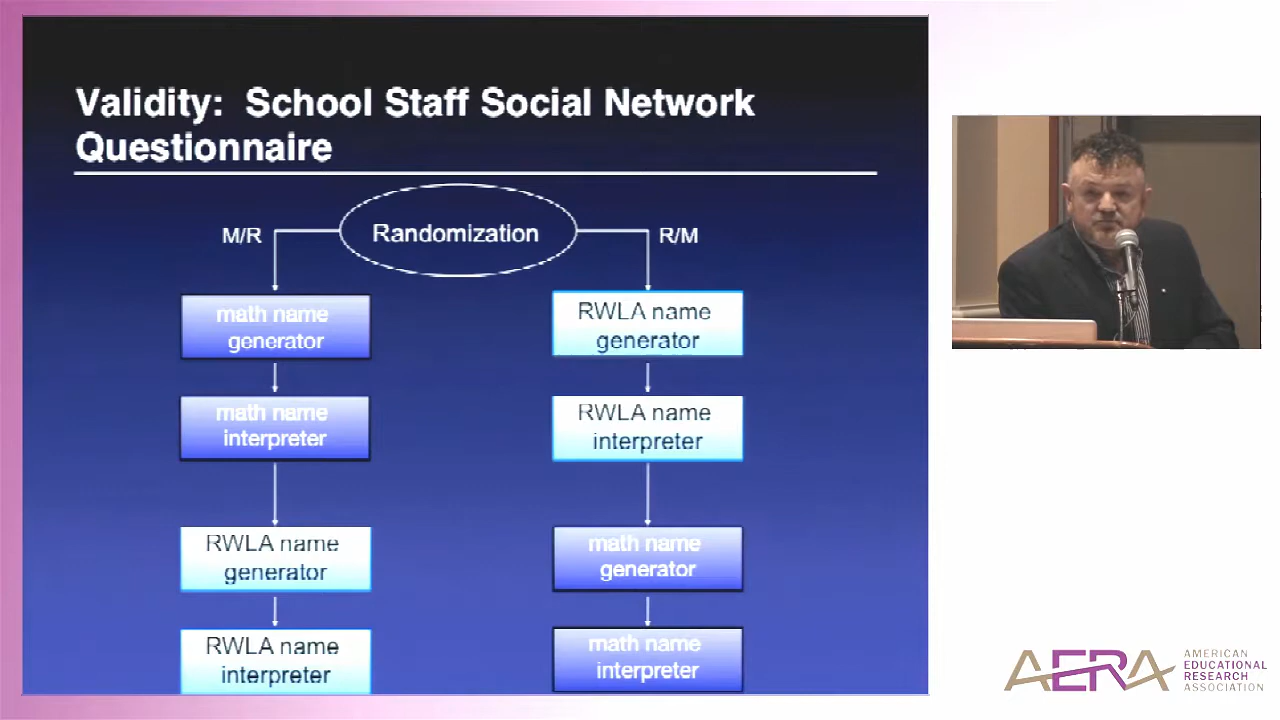 Validity: School Staff Social Network
Questionnaire
M/R
Randomization
R/M
math name
generator
math name
interpreter
RWLA name
generator
RWLA name
interpreter
RWLA name
generator
RWLA name
interpreter
math name
generator
math name
interpreter
AERA
AMERICAN
EDUCATIONAL
RESEARCH
ASSOCIATION